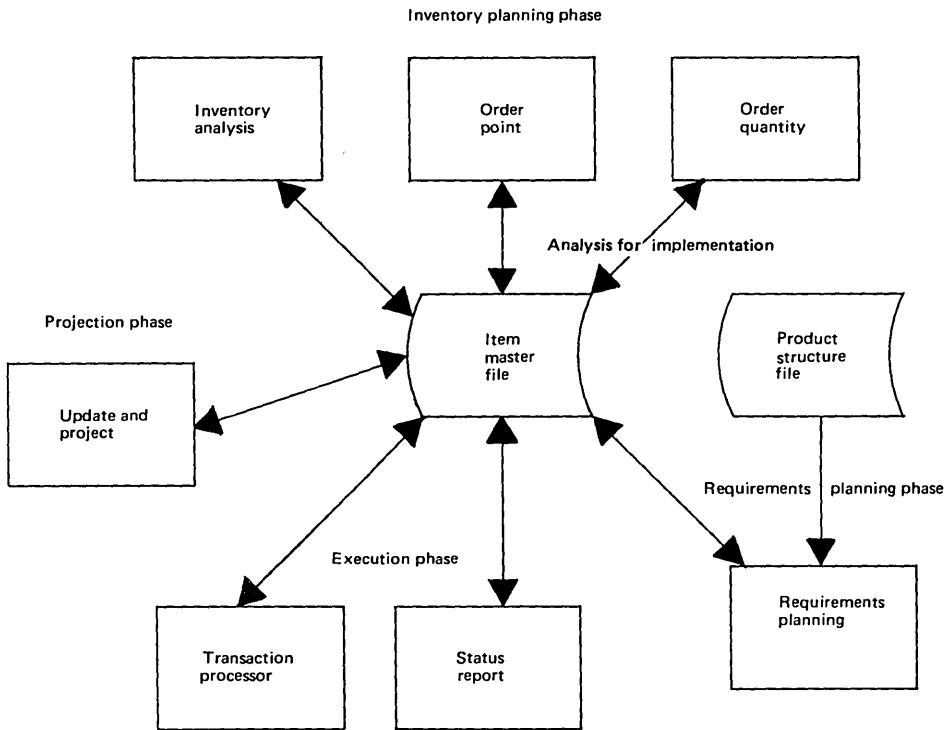 Inventory planning phase
Inventory
analysis
Order
point
Order
quantity
Analysis for implementation
Projection phase
Item
master
file
Product
structure
file
Update and
project
Requirements planning phase
Execution phase
Requirements
planning
Transaction
processor
Status
report